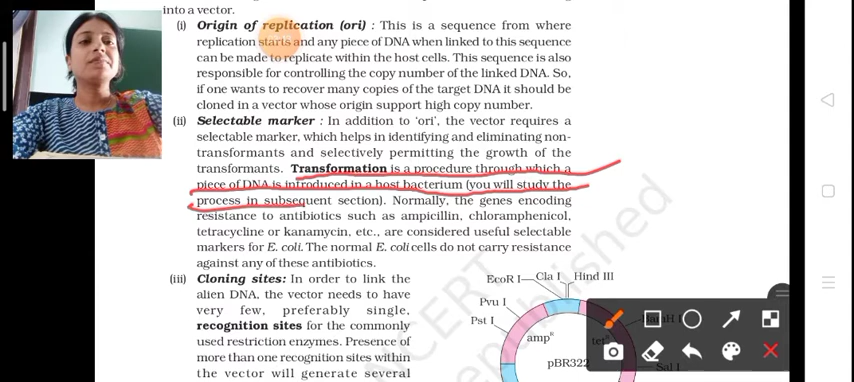 into a vector.
(i) Origin of replication (ori) : This is a sequence from where
replication starts and any piece of DNA when linked to this sequence
can be made to replicate within the host cells. This sequence is also
responsible for controlling the copy number of the linked DNA. So,
if one wants to recover many copies of the target DNA it should be
cloned in a vector whose origin support high copy number.
(ii) Selectable marker : In addition to 'ori', the vector requires a
selectable marker, which helps in identifying and eliminating non-
transformants and selectively permitting the growth of the
transformants. Transformation is a procedure through which a
piece of DNA is introduced in a host bacterium (you will study the
process in subsequent section). Normally, the genes encoding
resistance to antibiotics such as ampicillin, chloramphenicol,
tetracycline or kanamycin, etc., are considered useful selectable
markers for E. coli. The normal E. coli cells do not carry resistance
against any of these antibiotics.
(iii) Cloning sites: In order to link the
alien DNA, the vector needs to have
very few, preferably single,
recognition sites for the commonly
used restriction enzymes. Presence of
more than one recognition sites within
the vector will generate several
EcoR I
Cla I
Hind III
Pvu I
Pst I
BamH I
amp^R
tet^R
pBR322
Sal I
NCERT
republished